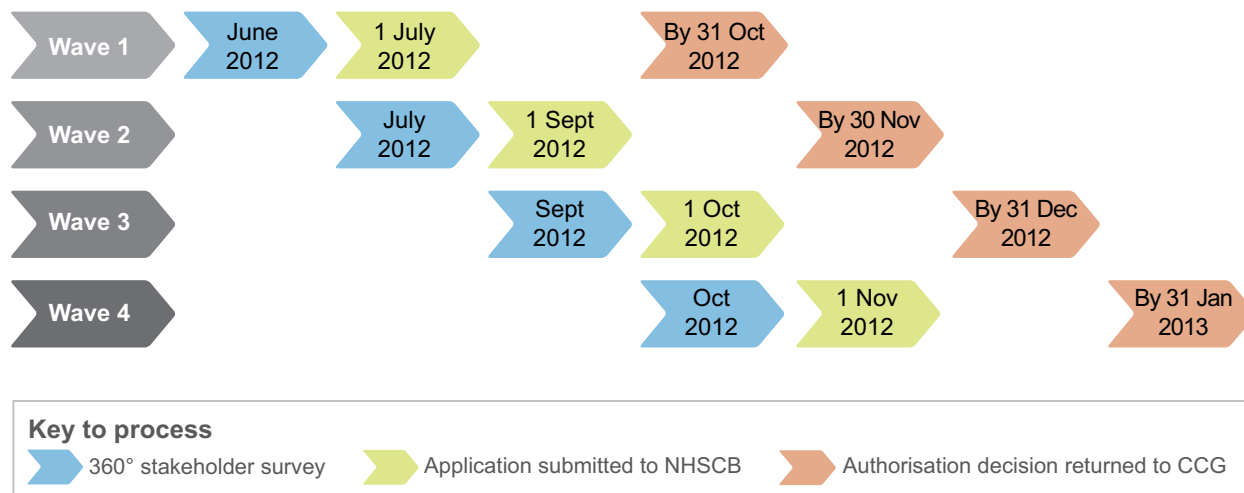 Wave 1
June
2012
1 July
2012
By 31 Oct
2012
Wave 2
July
2012
1 Sept
2012
By 30 Nov
2012
Wave 3
Sept
2012
1 Oct
2012
By 31 Dec
2012
Wave 4
Oct
2012
1 Nov
2012
By 31 Jan
2013
Key to process
360° stakeholder survey
Application submitted to NHSCB
Authorisation decision returned to CCG